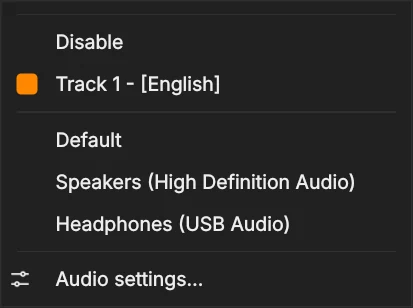 Disable
Track 1 - [English]
Default
Speakers (High Definition Audio)
Headphones (USB Audio)
Audio settings...